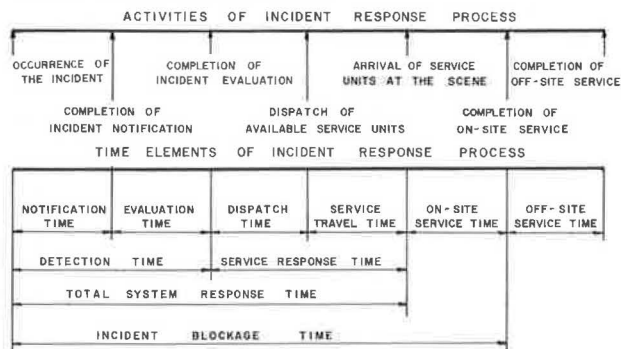 ACTIVITIES OF INCIDENT RESPONSE PROCESS
OCCURRENCE OF
THE INCIDENT
COMPLETION OF
INCIDENT EVALUATION
ARRIVAL OF SERVICE
UNITS AT THE SCENE
COMPLETION OF
OFF-SITE SERVICE
COMPLETION OF
INCIDENT NOTIFICATION
DISPATCH OF
AVAILABLE SERVICE UNITS
COMPLETION OF
ON-SITE SERVICE
TIME ELEMENTS OF INCIDENT RESPONSE PROCESS
NOTIFICATION
TIME
EVALUATION
TIME
DISPATCH
TIME
SERVICE
TRAVEL TIME
ON-SITE
SERVICE TIME
OFF-SITE
SERVICE TIME
DETECTION TIME
SERVICE RESPONSE TIME
TOTAL SYSTEM RESPONSE TIME
INCIDENT BLOCKAGE TIME